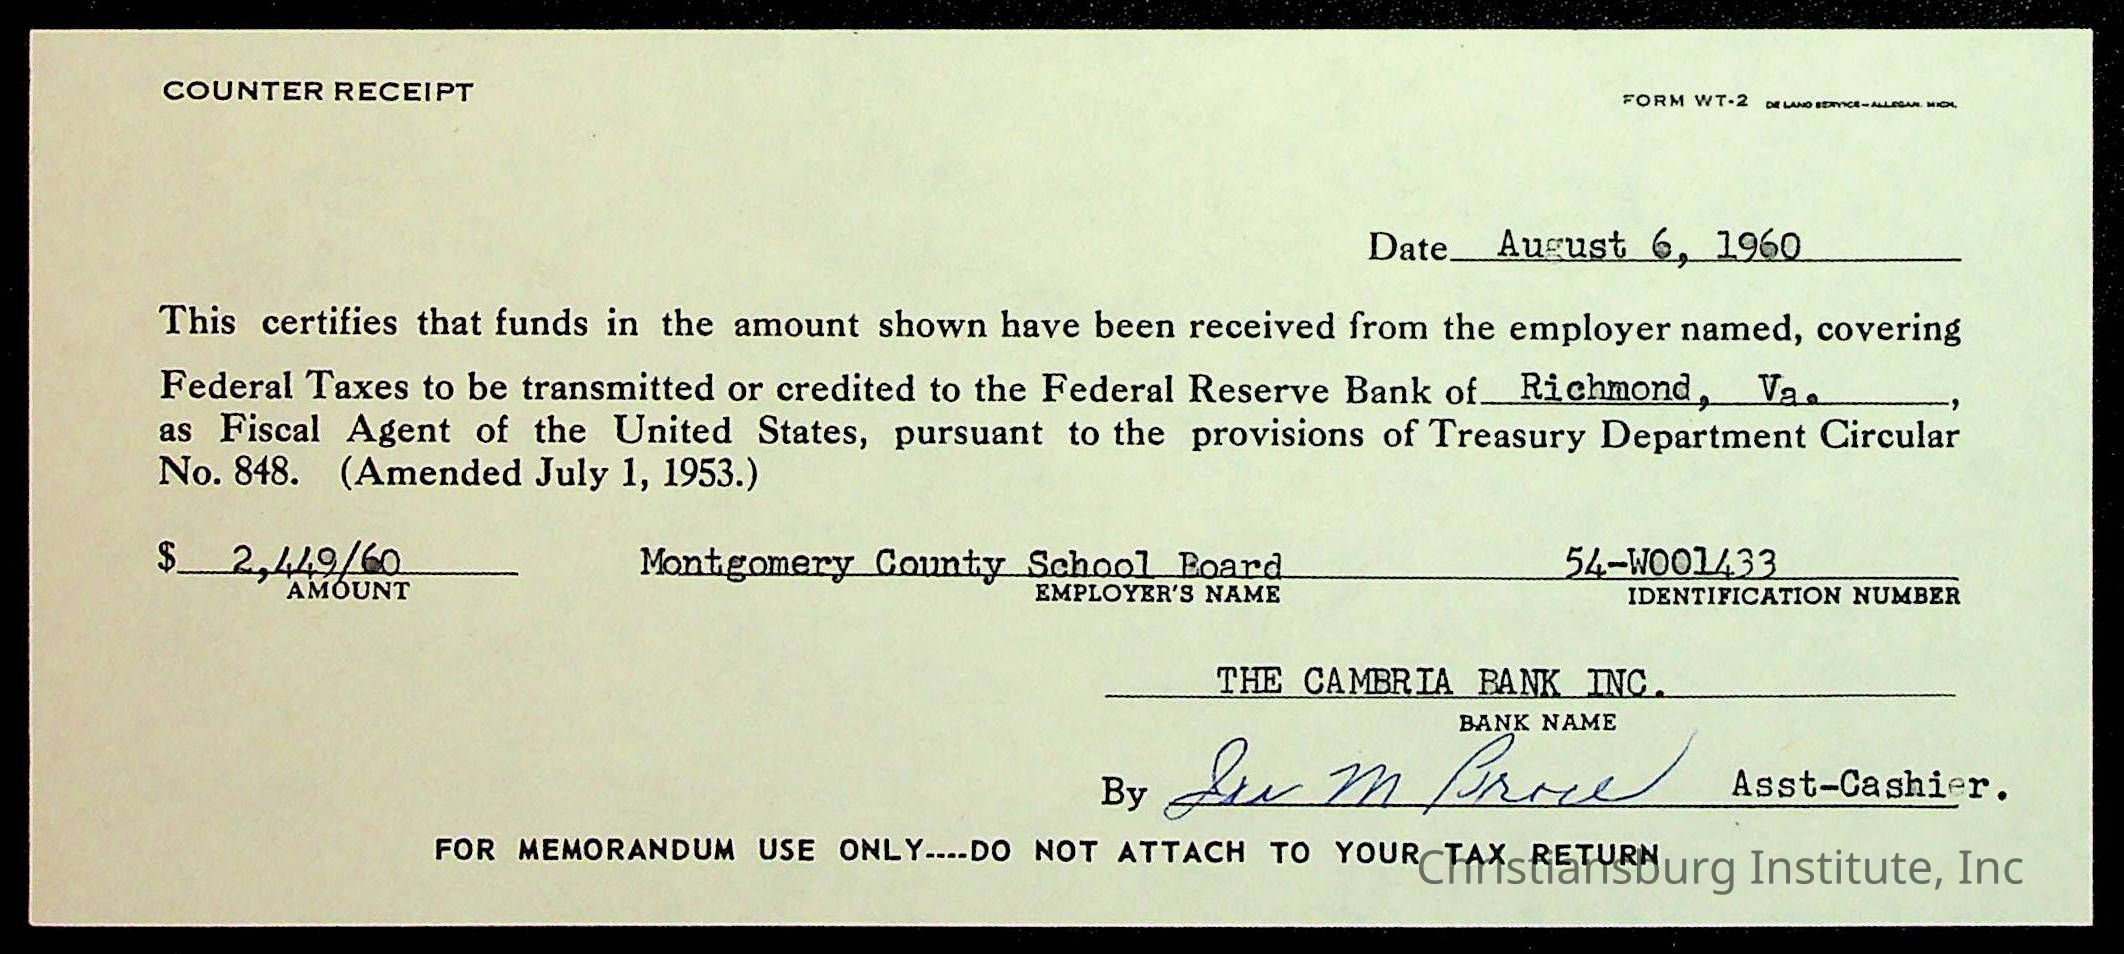 COUNTER RECEIPT
FORM WT-2 DE LAND SERVICE-ALLEGAN, MICH.
Date August 6, 1960
This certifies that funds in the amount shown have been received from the employer named, covering
Federal Taxes to be transmitted or credited to the Federal Reserve Bank of Richmond, Va.,
as Fiscal Agent of the United States, pursuant to the provisions of Treasury Department Circular
No. 848. (Amended July 1, 1953.)
$ 2,449/60 Montgomery County School Board 54-W001433
AMOUNT EMPLOYER'S NAME IDENTIFICATION NUMBER
THE CAMBRIA BANK INC.
BANK NAME
By M Asst-Cashier.
FOR MEMORANDUM USE ONLY----DO NOT ATTACH TO YOUR TAX RETURN
Christiansburg Institute, Inc